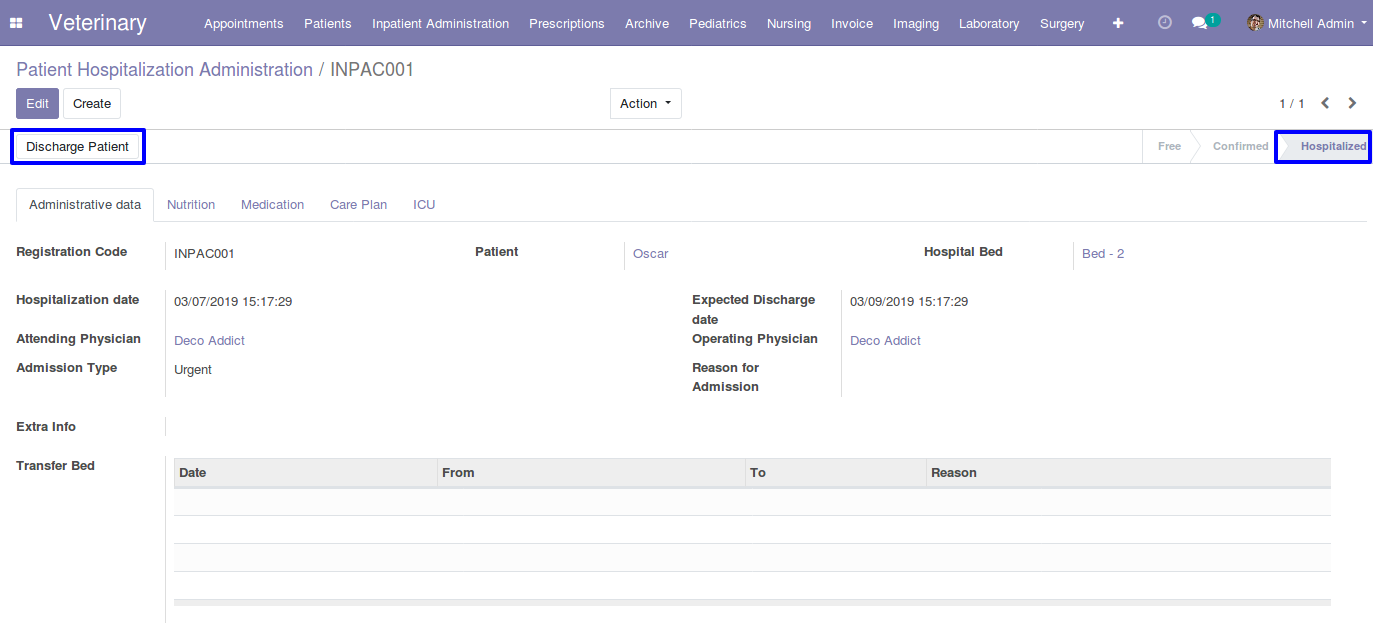 Veterinary Appointments Patients Inpatient Administration Prescriptions Archive Pediatrics Nursing Invoice Imaging Laboratory Surgery + 1 Mitchell Admin
Patient Hospitalization Administration / INPAC001
Edit Create Action 1 / 1
Discharge Patient Free Confirmed Hospitalized
Administrative data Nutrition Medication Care Plan ICU
Registration Code INPAC001 Patient Oscar Hospital Bed Bed - 2
Hospitalization date 03/07/2019 15:17:29 Expected Discharge date 03/09/2019 15:17:29
Attending Physician Deco Addict Operating Physician Deco Addict
Admission Type Urgent Reason for Admission
Extra Info
Transfer Bed Date From To Reason